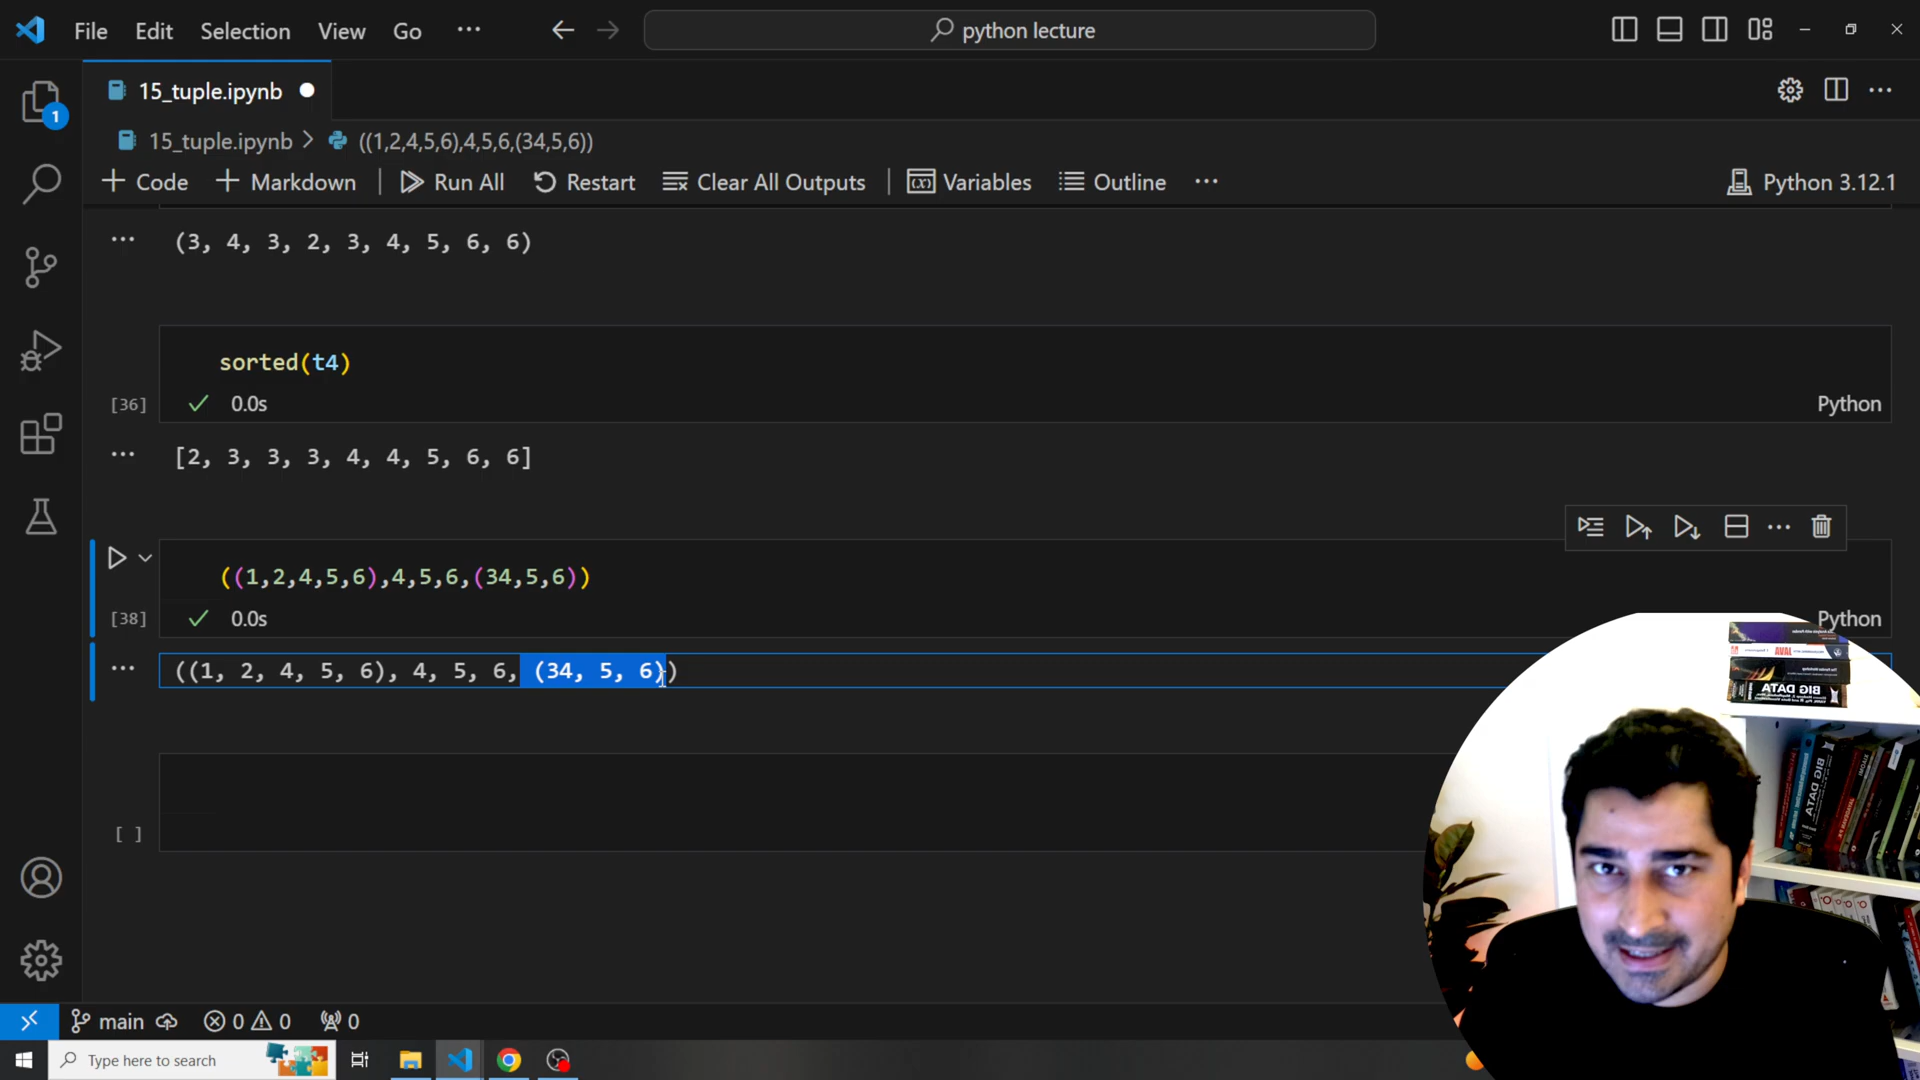 File Edit Selection View Go ··· python lecture
15_tuple.ipynb
15_tuple.ipynb > ((1,2,4,5,6),4,5,6,(34,5,6))
+ Code + Markdown | Run All Restart Clear All Outputs | Variables Outline ··· Python 3.12.1
(3, 4, 3, 2, 3, 4, 5, 6, 6)
sorted(t4)
[36] 0.0s Python
[2, 3, 3, 3, 4, 4, 5, 6, 6]
((1,2,4,5,6),4,5,6,(34,5,6))
[38] 0.0s Python
((1, 2, 4, 5, 6), 4, 5, 6, (34, 5, 6))
[ ]
1
BIG DATA
main 0 0 0
Type here to search